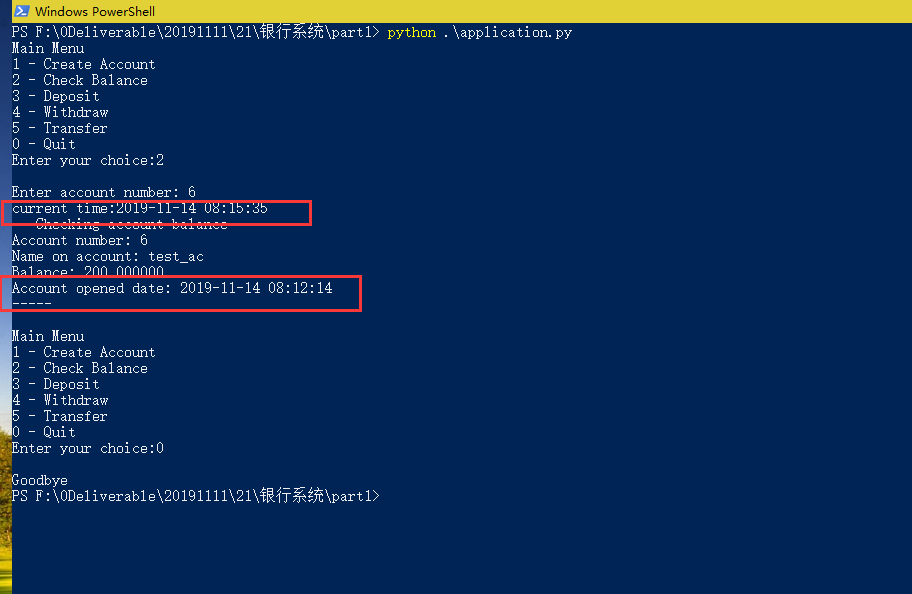 Windows PowerShell
PS F:\0Deliverable\20191111\21\银行系统\part1> python .\application.py
Main Menu
1 - Create Account
2 - Check Balance
3 - Deposit
4 - Withdraw
5 - Transfer
0 - Quit
Enter your choice:2
Enter account number: 6
current time:2019-11-14 08:15:35
Checking account balance
Account number: 6
Name on account: test_ac
Balance: 200.000000
Account opened date: 2019-11-14 08:12:14
-----
Main Menu
1 - Create Account
2 - Check Balance
3 - Deposit
4 - Withdraw
5 - Transfer
0 - Quit
Enter your choice:0
Goodbye
PS F:\0Deliverable\20191111\21\银行系统\part1>